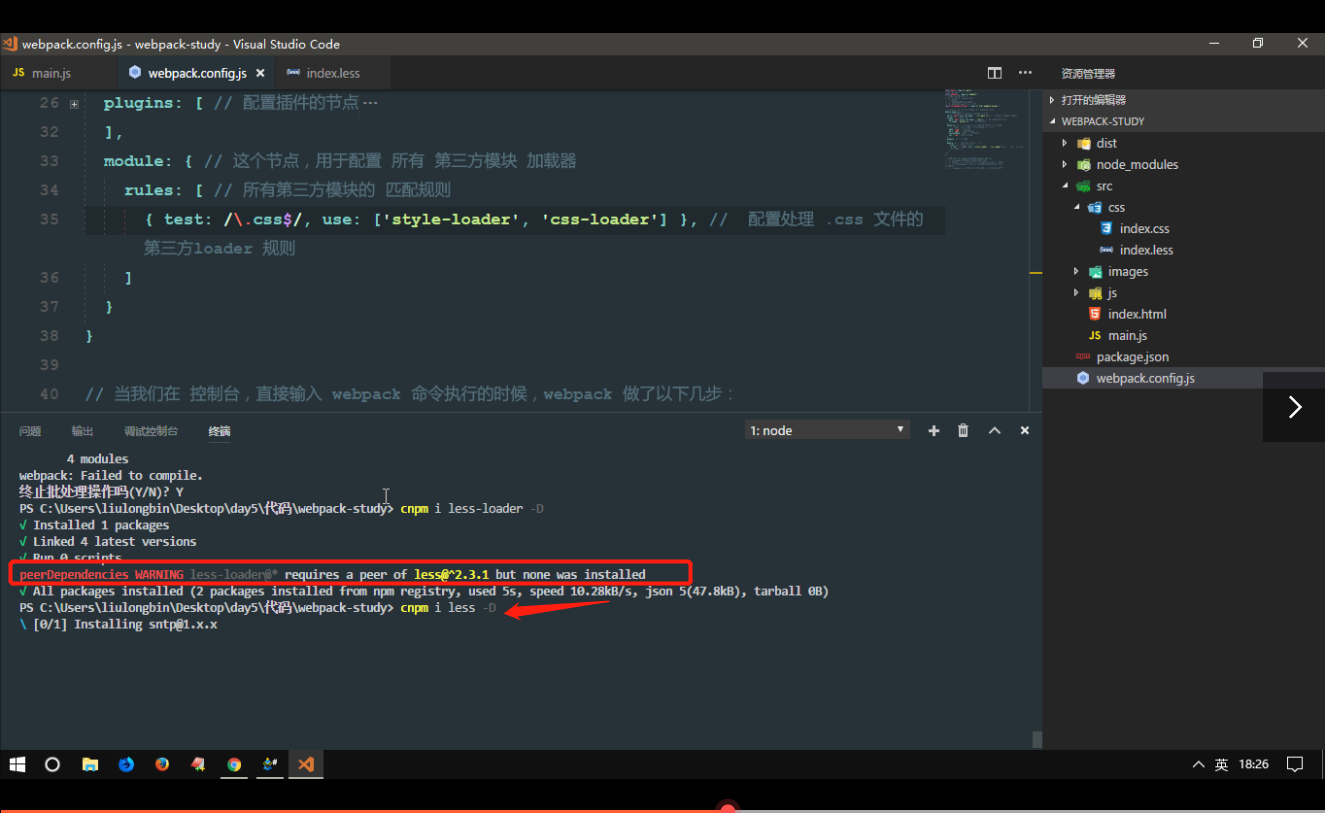 webpack.config.js - webpack-study - Visual Studio Code
JS main.js
webpack.config.js
index.less
26 plugins: [ // 配置插件的节点 ...
32 ],
33 module: { // 这个节点，用于配置 所有 第三方模块 加载器
34 rules: [ // 所有第三方模块的 匹配规则
35 { test: /\.css$/, use: ['style-loader', 'css-loader'] }, //  配置处理 .css 文件的
第三方loader 规则
36 ]
37 }
38 }
39
40 // 当我们在 控制台，直接输入 webpack 命令执行的时候，webpack 做了以下几步：
资源管理器
打开的编辑器
WEBPACK-STUDY
dist
node_modules
src
css
index.css
index.less
images
js
index.html
JS main.js
package.json
webpack.config.js
问题 输出 调试控制台 终端
1: node
4 modules
webpack: Failed to compile.
终止批处理操作吗(Y/N)? Y
PS C:\Users\liulongbin\Desktop\day5\代码\webpack-study> cnpm i less-loader -D
√ Installed 1 packages
√ Linked 4 latest versions
√ Run 0 scripts
peerDependencies WARNING less-loader@* requires a peer of less@^2.3.1 but none was installed
√ All packages installed (2 packages installed from npm registry, used 5s, speed 10.28kB/s, json 5(47.8kB), tarball 0B)
PS C:\Users\liulongbin\Desktop\day5\代码\webpack-study> cnpm i less -D
\ [0/1] Installing sntp@1.x.x
英 18:26